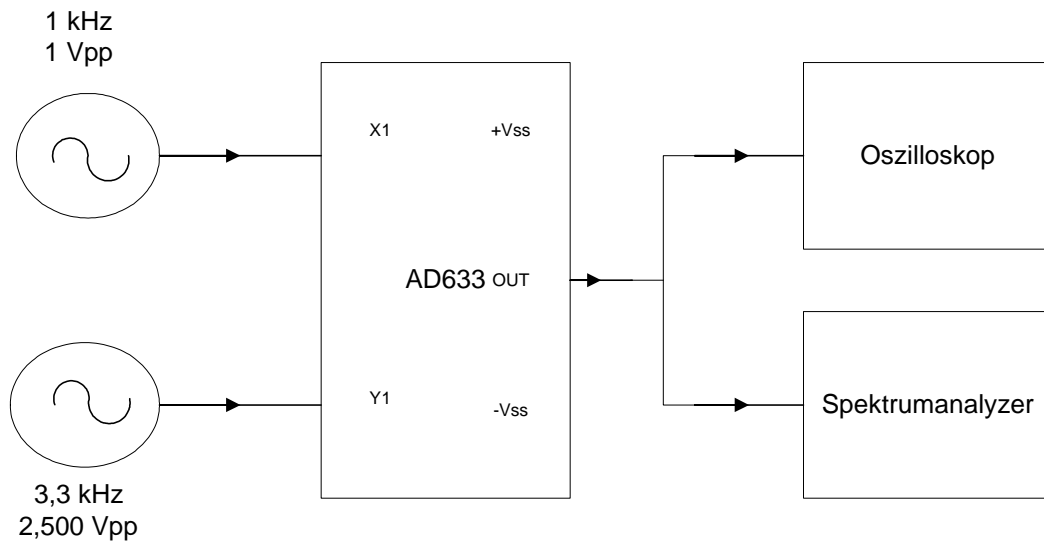 1 kHz
1 Vpp
X1
+Vss
Oszilloskop
AD633 OUT
Y1
-Vss
Spektrumanalyzer
3,3 kHz
2,500 Vpp